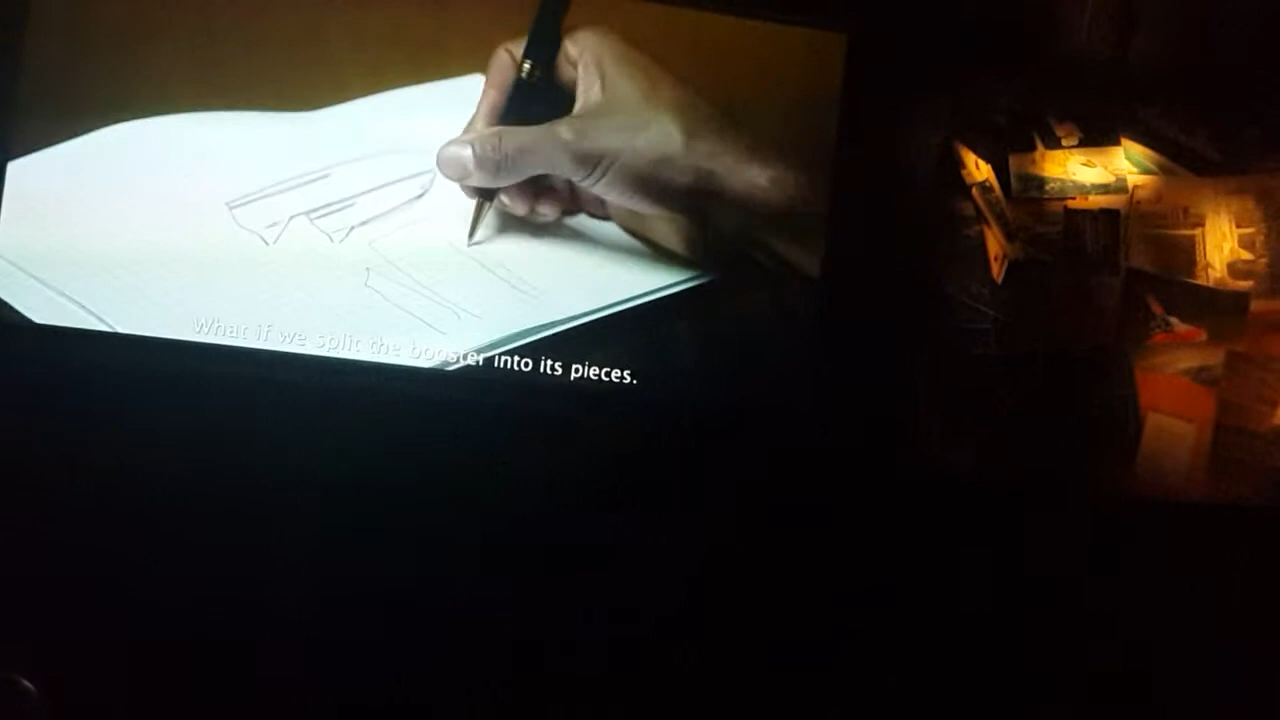 What if we split the booster into its pieces.